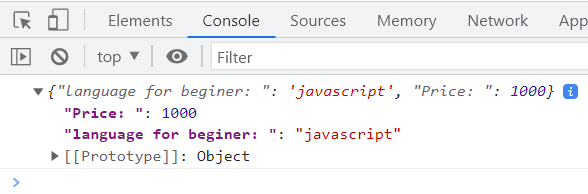 Elements Console Sources Memory Network App
top ▼ Filter
▼ {"language for beginer: ": 'javascript', "Price: ": 1000} i
"Price: ": 1000
"language for beginer: ": "javascript"
▶ [[Prototype]]: Object
>